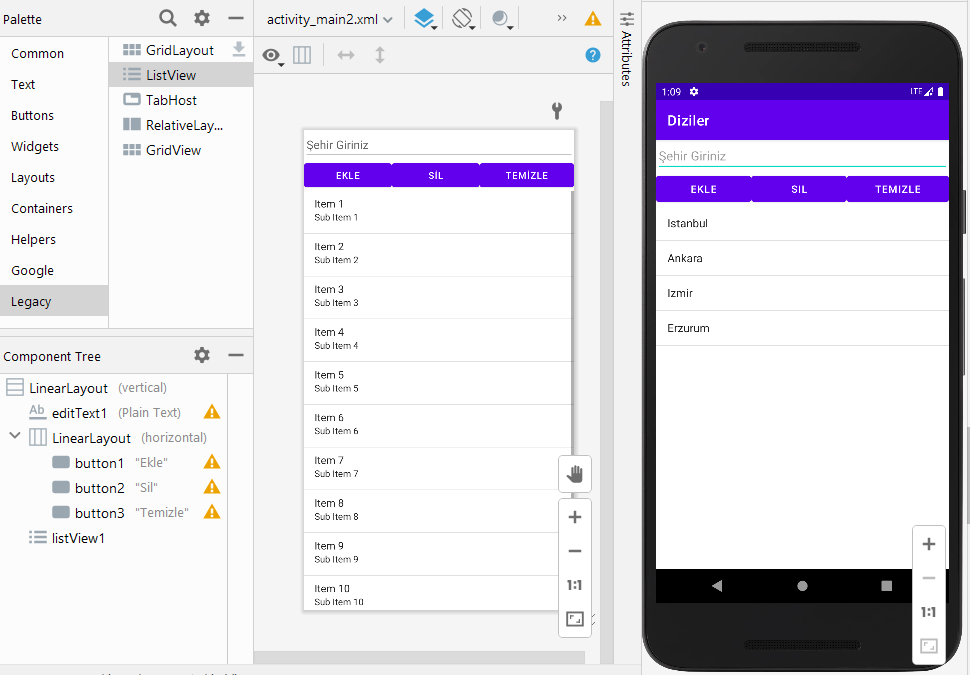 Palette
Common
Text
Buttons
Widgets
Layouts
Containers
Helpers
Google
Legacy
GridLayout
ListView
TabHost
RelativeLay...
GridView
Component Tree
LinearLayout (vertical)
Ab editText1 (Plain Text)
LinearLayout (horizontal)
button1 "Ekle"
button2 "Sil"
button3 "Temizle"
listView1
activity_main2.xml
»
?
Şehir Giriniz
EKLE SİL TEMİZLE
Item 1
Sub Item 1
Item 2
Sub Item 2
Item 3
Sub Item 3
Item 4
Sub Item 4
Item 5
Sub Item 5
Item 6
Sub Item 6
Item 7
Sub Item 7
Item 8
Sub Item 8
Item 9
Sub Item 9
Item 10
Sub Item 10
1:1
Attributes
1:09 LTE
Diziler
Şehir Giriniz
EKLE SIL TEMIZLE
Istanbul
Ankara
Izmir
Erzurum
1:1